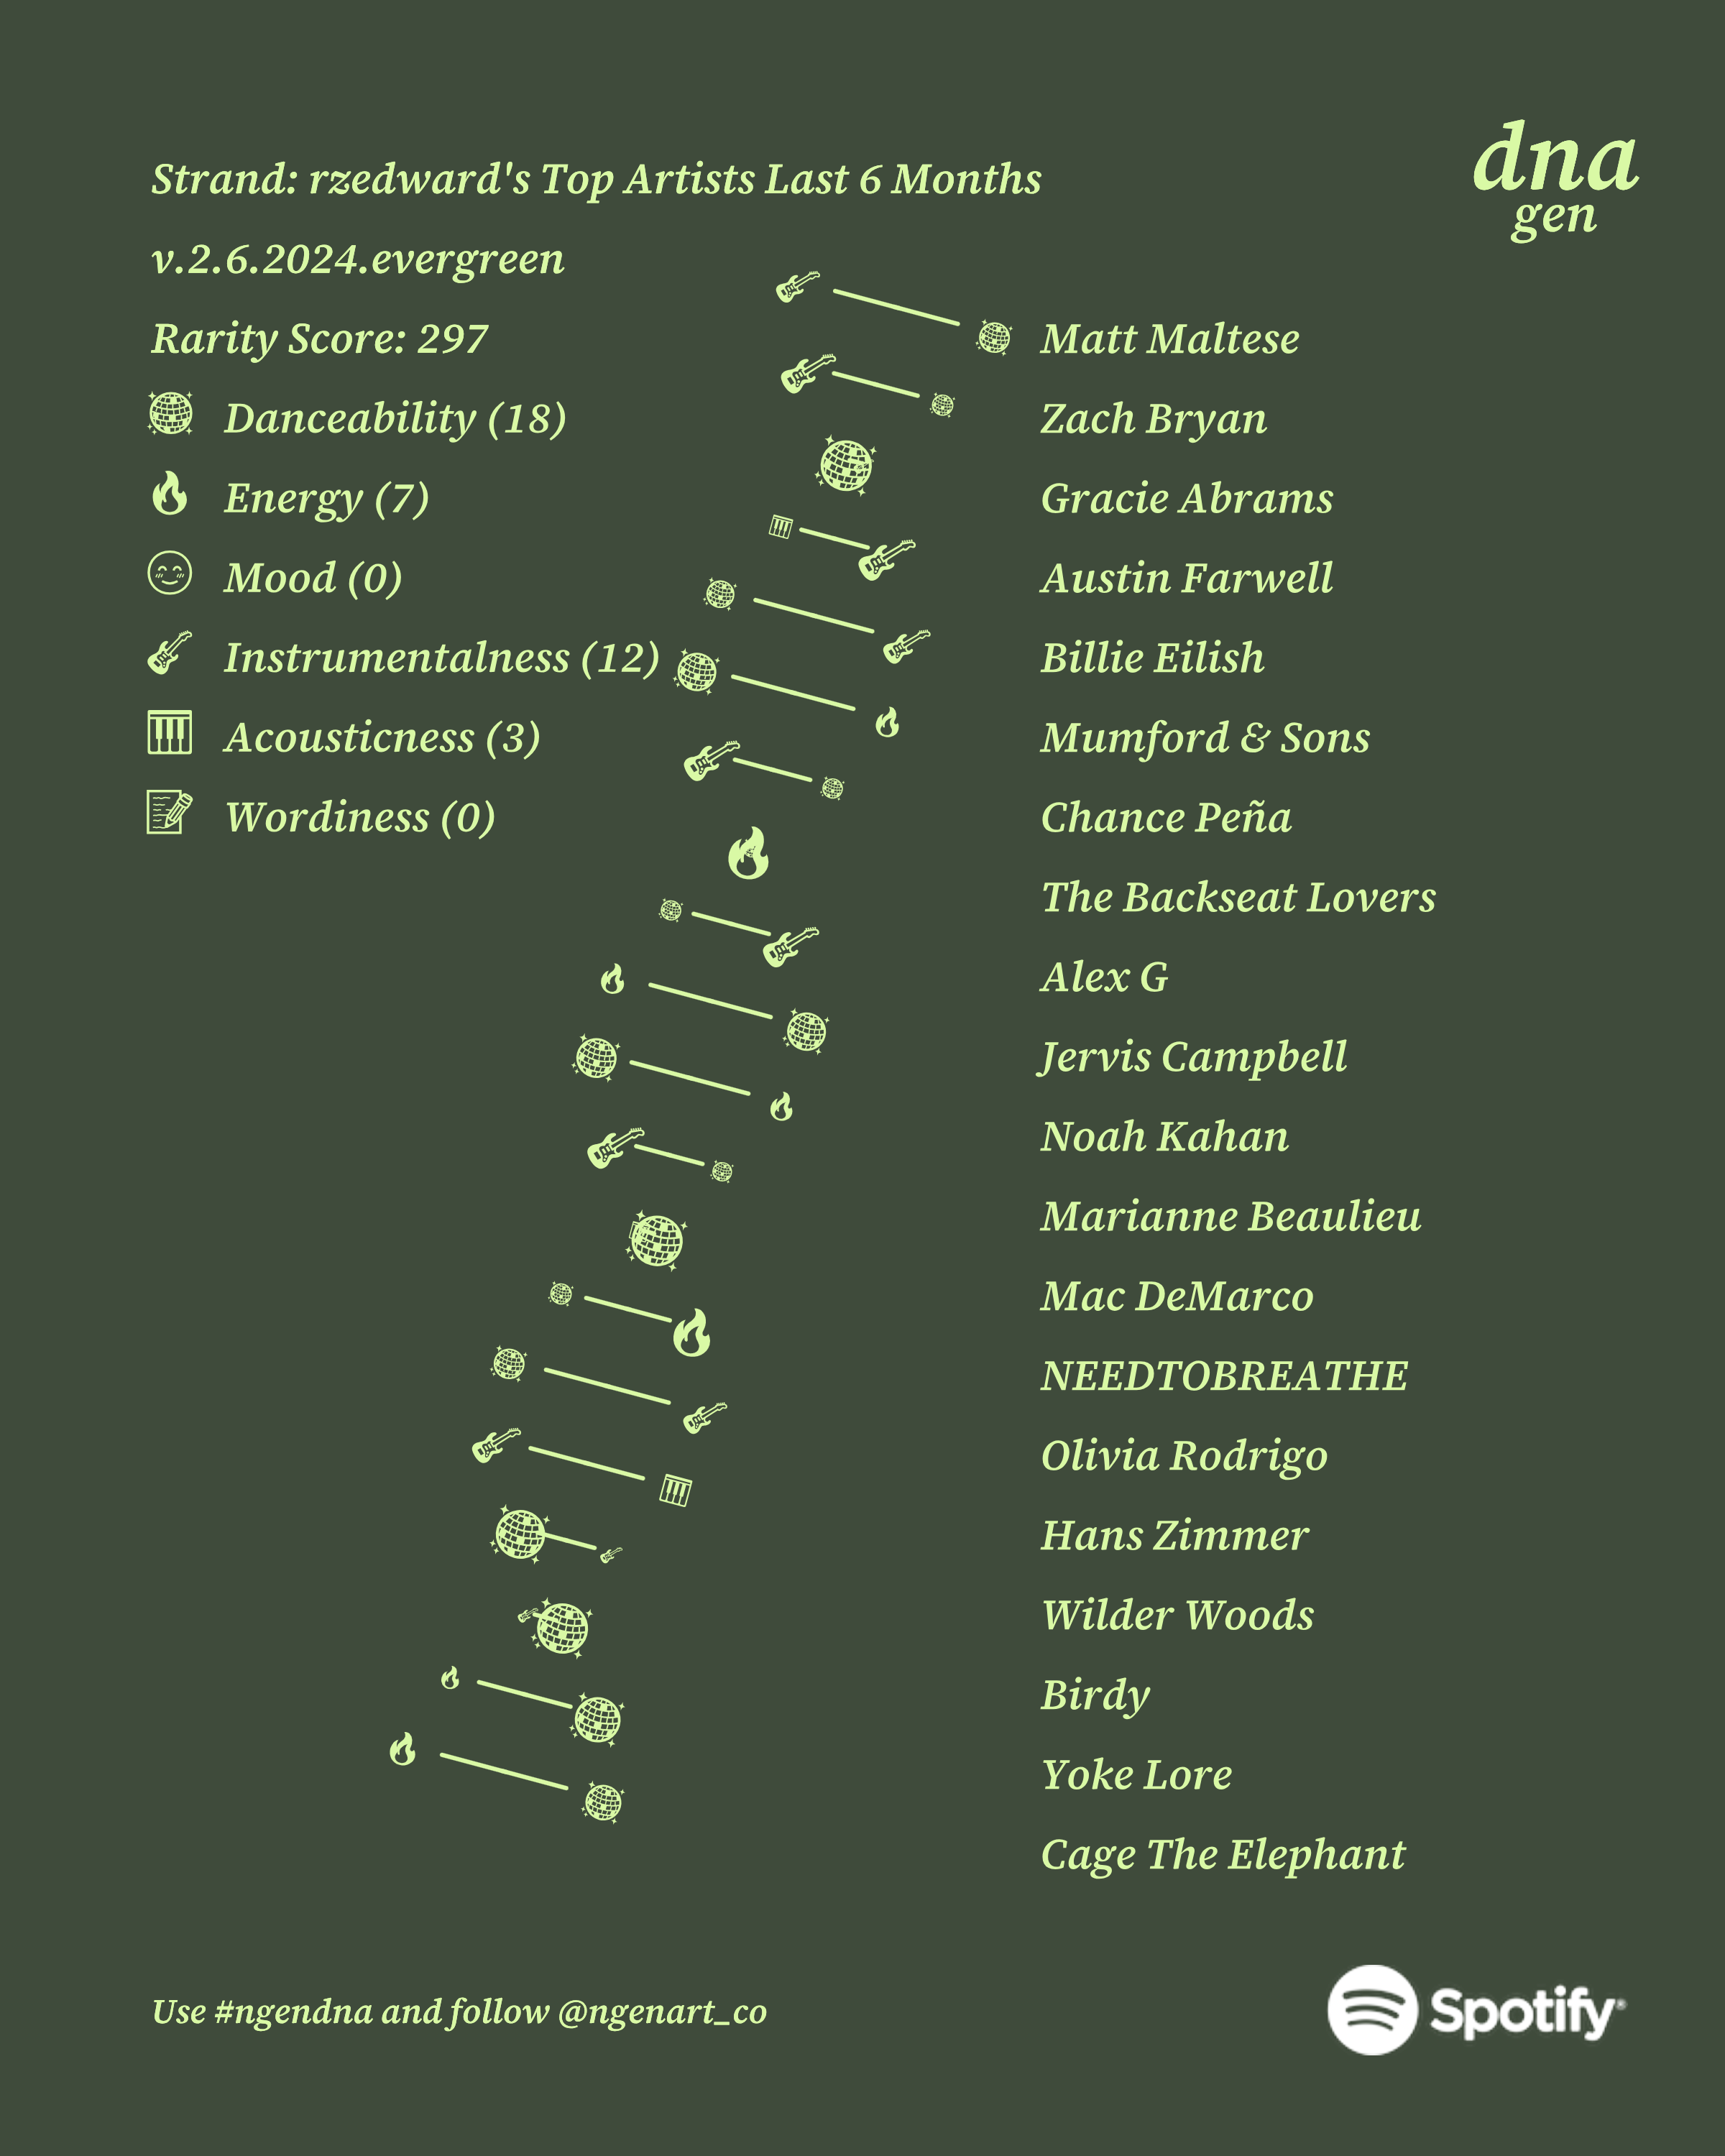 dna
gen
Strand: rzedward's Top Artists Last 6 Months
v.2.6.2024.evergreen
Rarity Score: 297
Danceability (18)
Energy (7)
Mood (0)
Instrumentalness (12)
Acousticness (3)
Wordiness (0)
Matt Maltese
Zach Bryan
Gracie Abrams
Austin Farwell
Billie Eilish
Mumford & Sons
Chance Peña
The Backseat Lovers
Alex G
Jervis Campbell
Noah Kahan
Marianne Beaulieu
Mac DeMarco
NEEDTOBREATHE
Olivia Rodrigo
Hans Zimmer
Wilder Woods
Birdy
Yoke Lore
Cage The Elephant
Use #ngendna and follow @ngenart_co
Spotify®